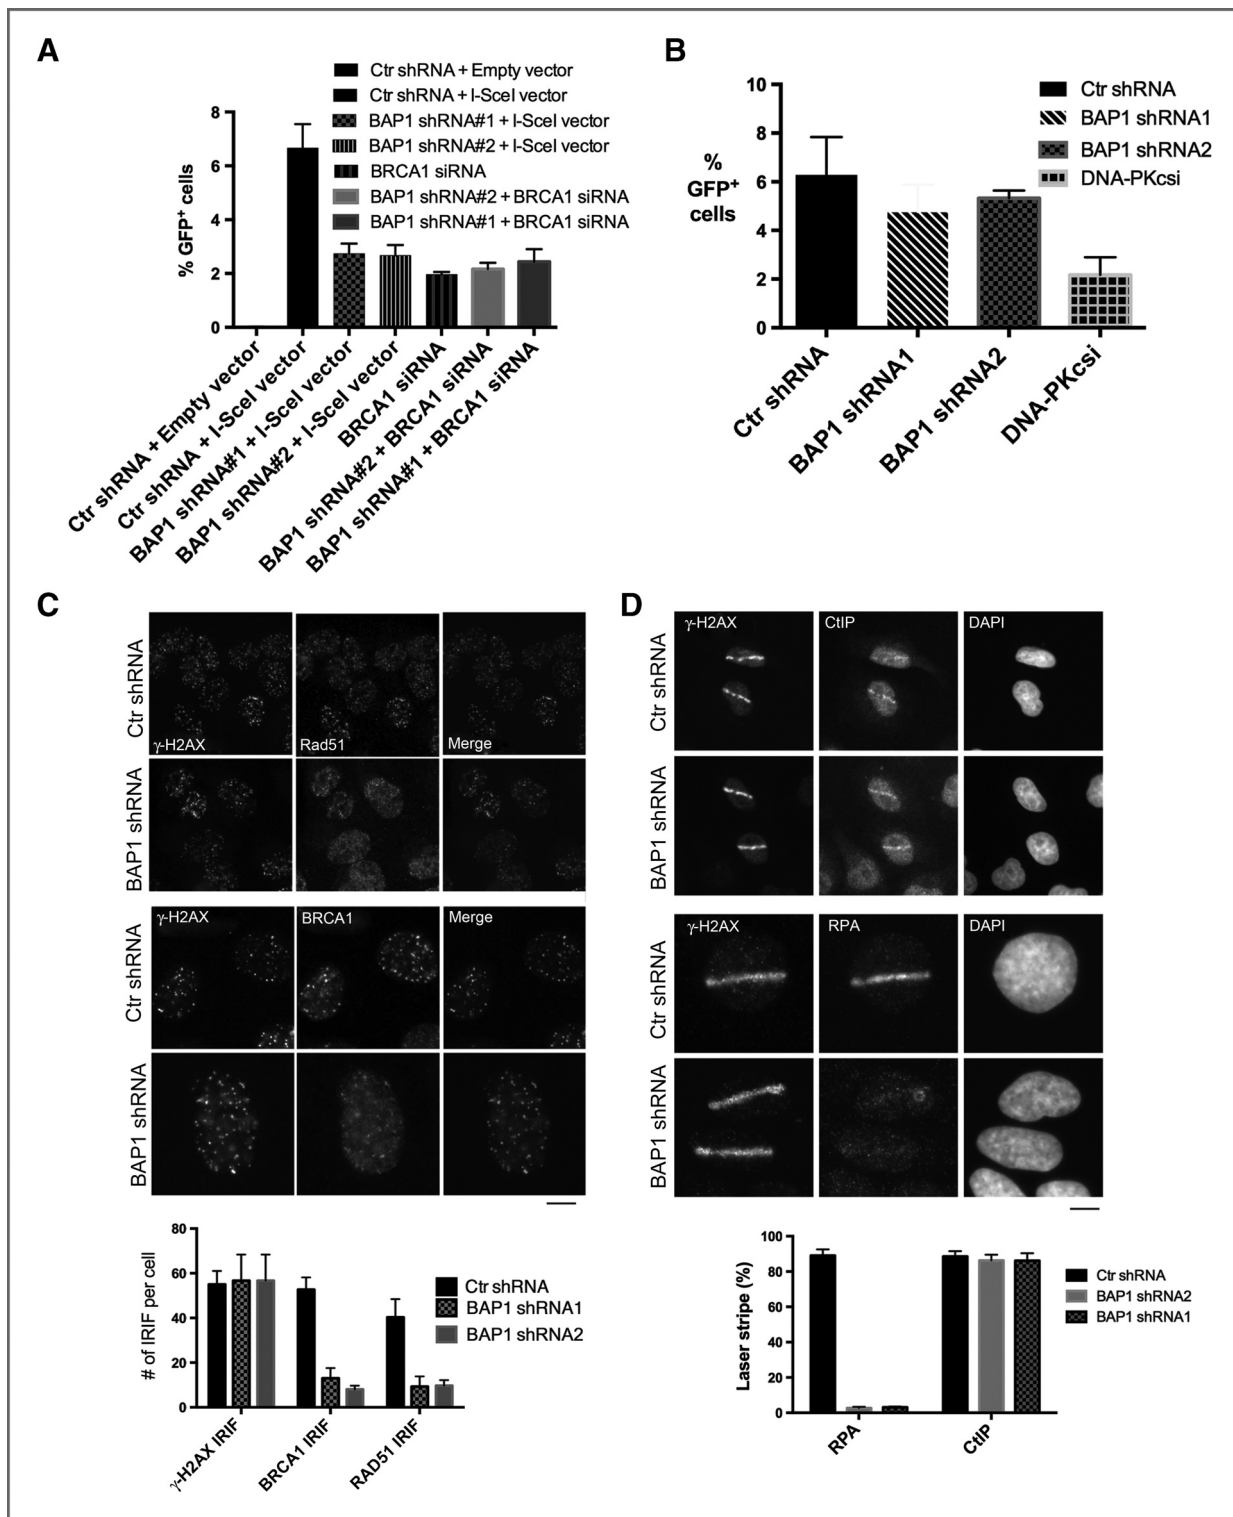 A
Ctr shRNA + Empty vector
Ctr shRNA + I-SceI vector
BAP1 shRNA#1 + I-SceI vector
BAP1 shRNA#2 + I-SceI vector
BRCA1 siRNA
BAP1 shRNA#2 + BRCA1 siRNA
BAP1 shRNA#1 + BRCA1 siRNA
% GFP+ cells
8
6
4
2
0
Ctr shRNA + Empty vector
Ctr shRNA + I-SceI vector
BAP1 shRNA#1 + I-SceI vector
BAP1 shRNA#2 + I-SceI vector
BRCA1 siRNA
BAP1 shRNA#2 + BRCA1 siRNA
BAP1 shRNA#1 + BRCA1 siRNA
B
Ctr shRNA
BAP1 shRNA1
BAP1 shRNA2
DNA-PKcsi
%
GFP+
cells
10
8
6
4
2
0
Ctr shRNA
BAP1 shRNA1
BAP1 shRNA2
DNA-PKcsi
C
Ctr shRNA
γ-H2AX
Rad51
Merge
BAP1 shRNA
γ-H2AX
BRCA1
Merge
Ctr shRNA
BAP1 shRNA
# of IRIF per cell
80
60
40
20
0
Ctr shRNA
BAP1 shRNA1
BAP1 shRNA2
γ-H2AX IRIF
BRCA1 IRIF
RAD51 IRIF
D
γ-H2AX
CtIP
DAPI
Ctr shRNA
BAP1 shRNA
γ-H2AX
RPA
DAPI
Ctr shRNA
BAP1 shRNA
Laser stripe (%)
100
80
60
40
20
0
Ctr shRNA
BAP1 shRNA2
BAP1 shRNA1
RPA
CtIP